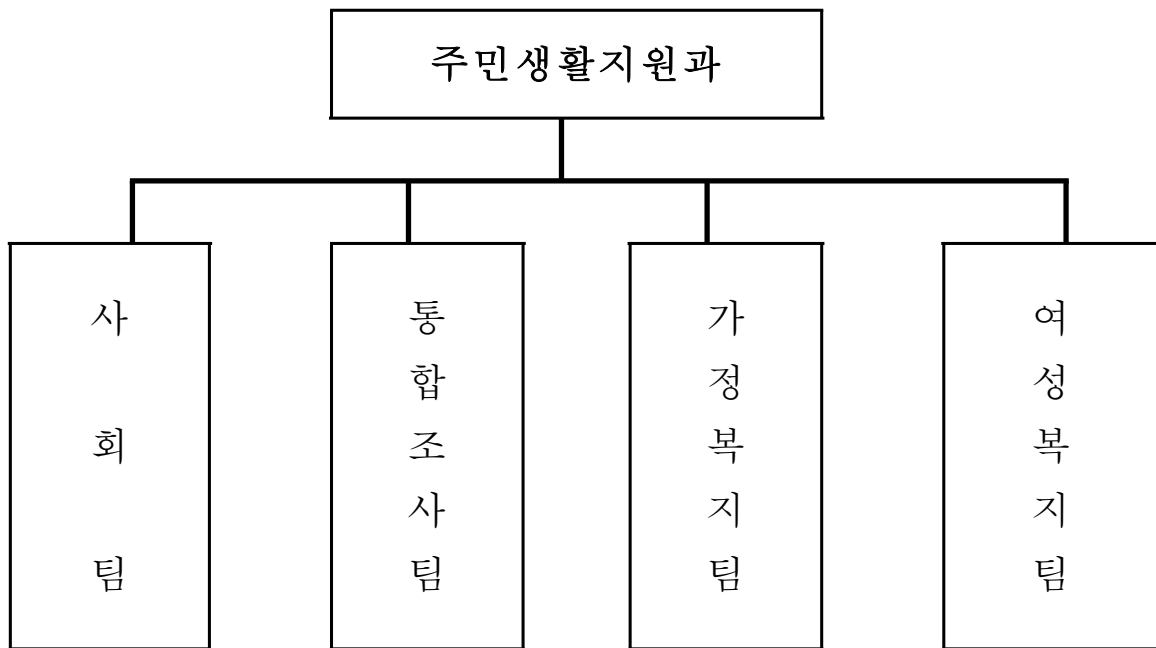 주민생활지원과
사회팀
통합조사팀
가정복지팀
여성복지팀